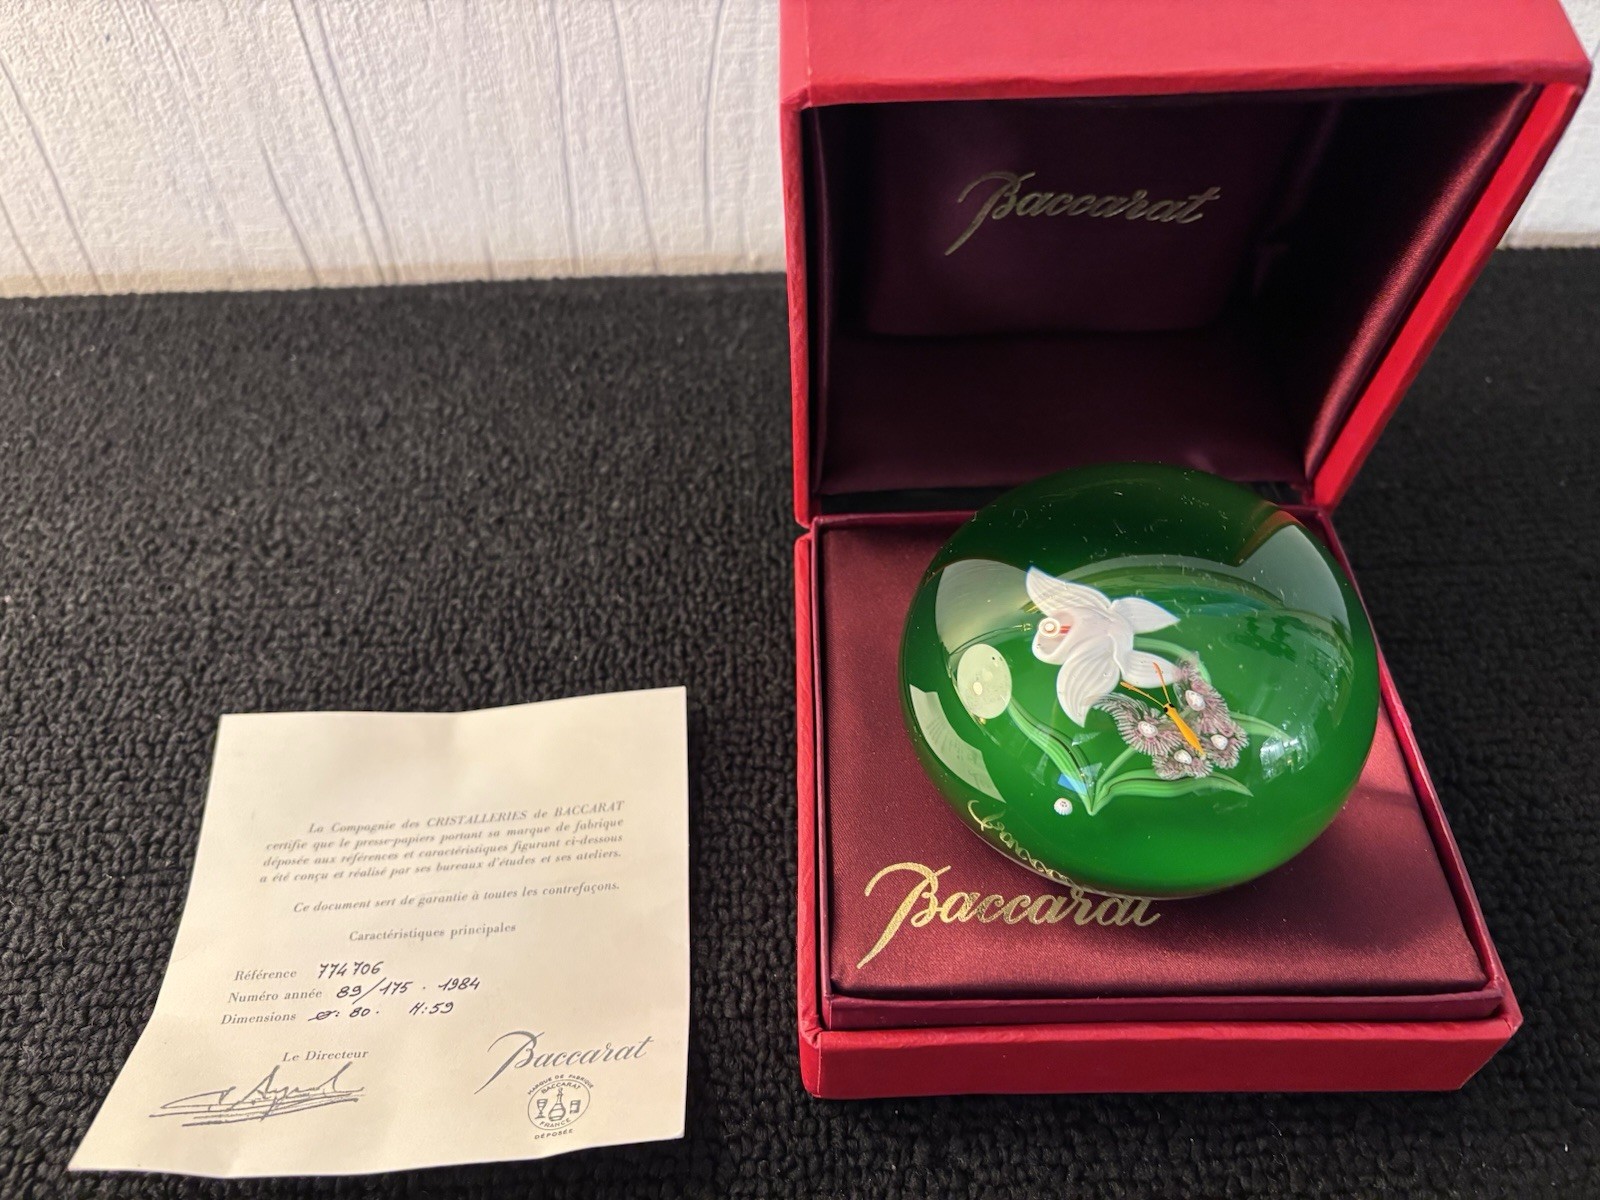 Baccarat
Baccarat
La Compagnie des CRISTALLERIES de BACCARAT
certifie que le presse-papiers portant sa marque de fabrique
déposée aux références et caractéristiques figurant ci-dessous
a été conçu et réalisé par ses bureaux d'études et ses ateliers.
Ce document sert de garantie à toutes les contrefaçons.
Caractéristiques principales
Référence 774706
Numéro année 89/175 . 1984
Dimensions ø: 80. H:59
Le Directeur
Baccarat
MARQUE DE FABRIQUE
BACCARAT
FRANCE
DÉPOSÉE